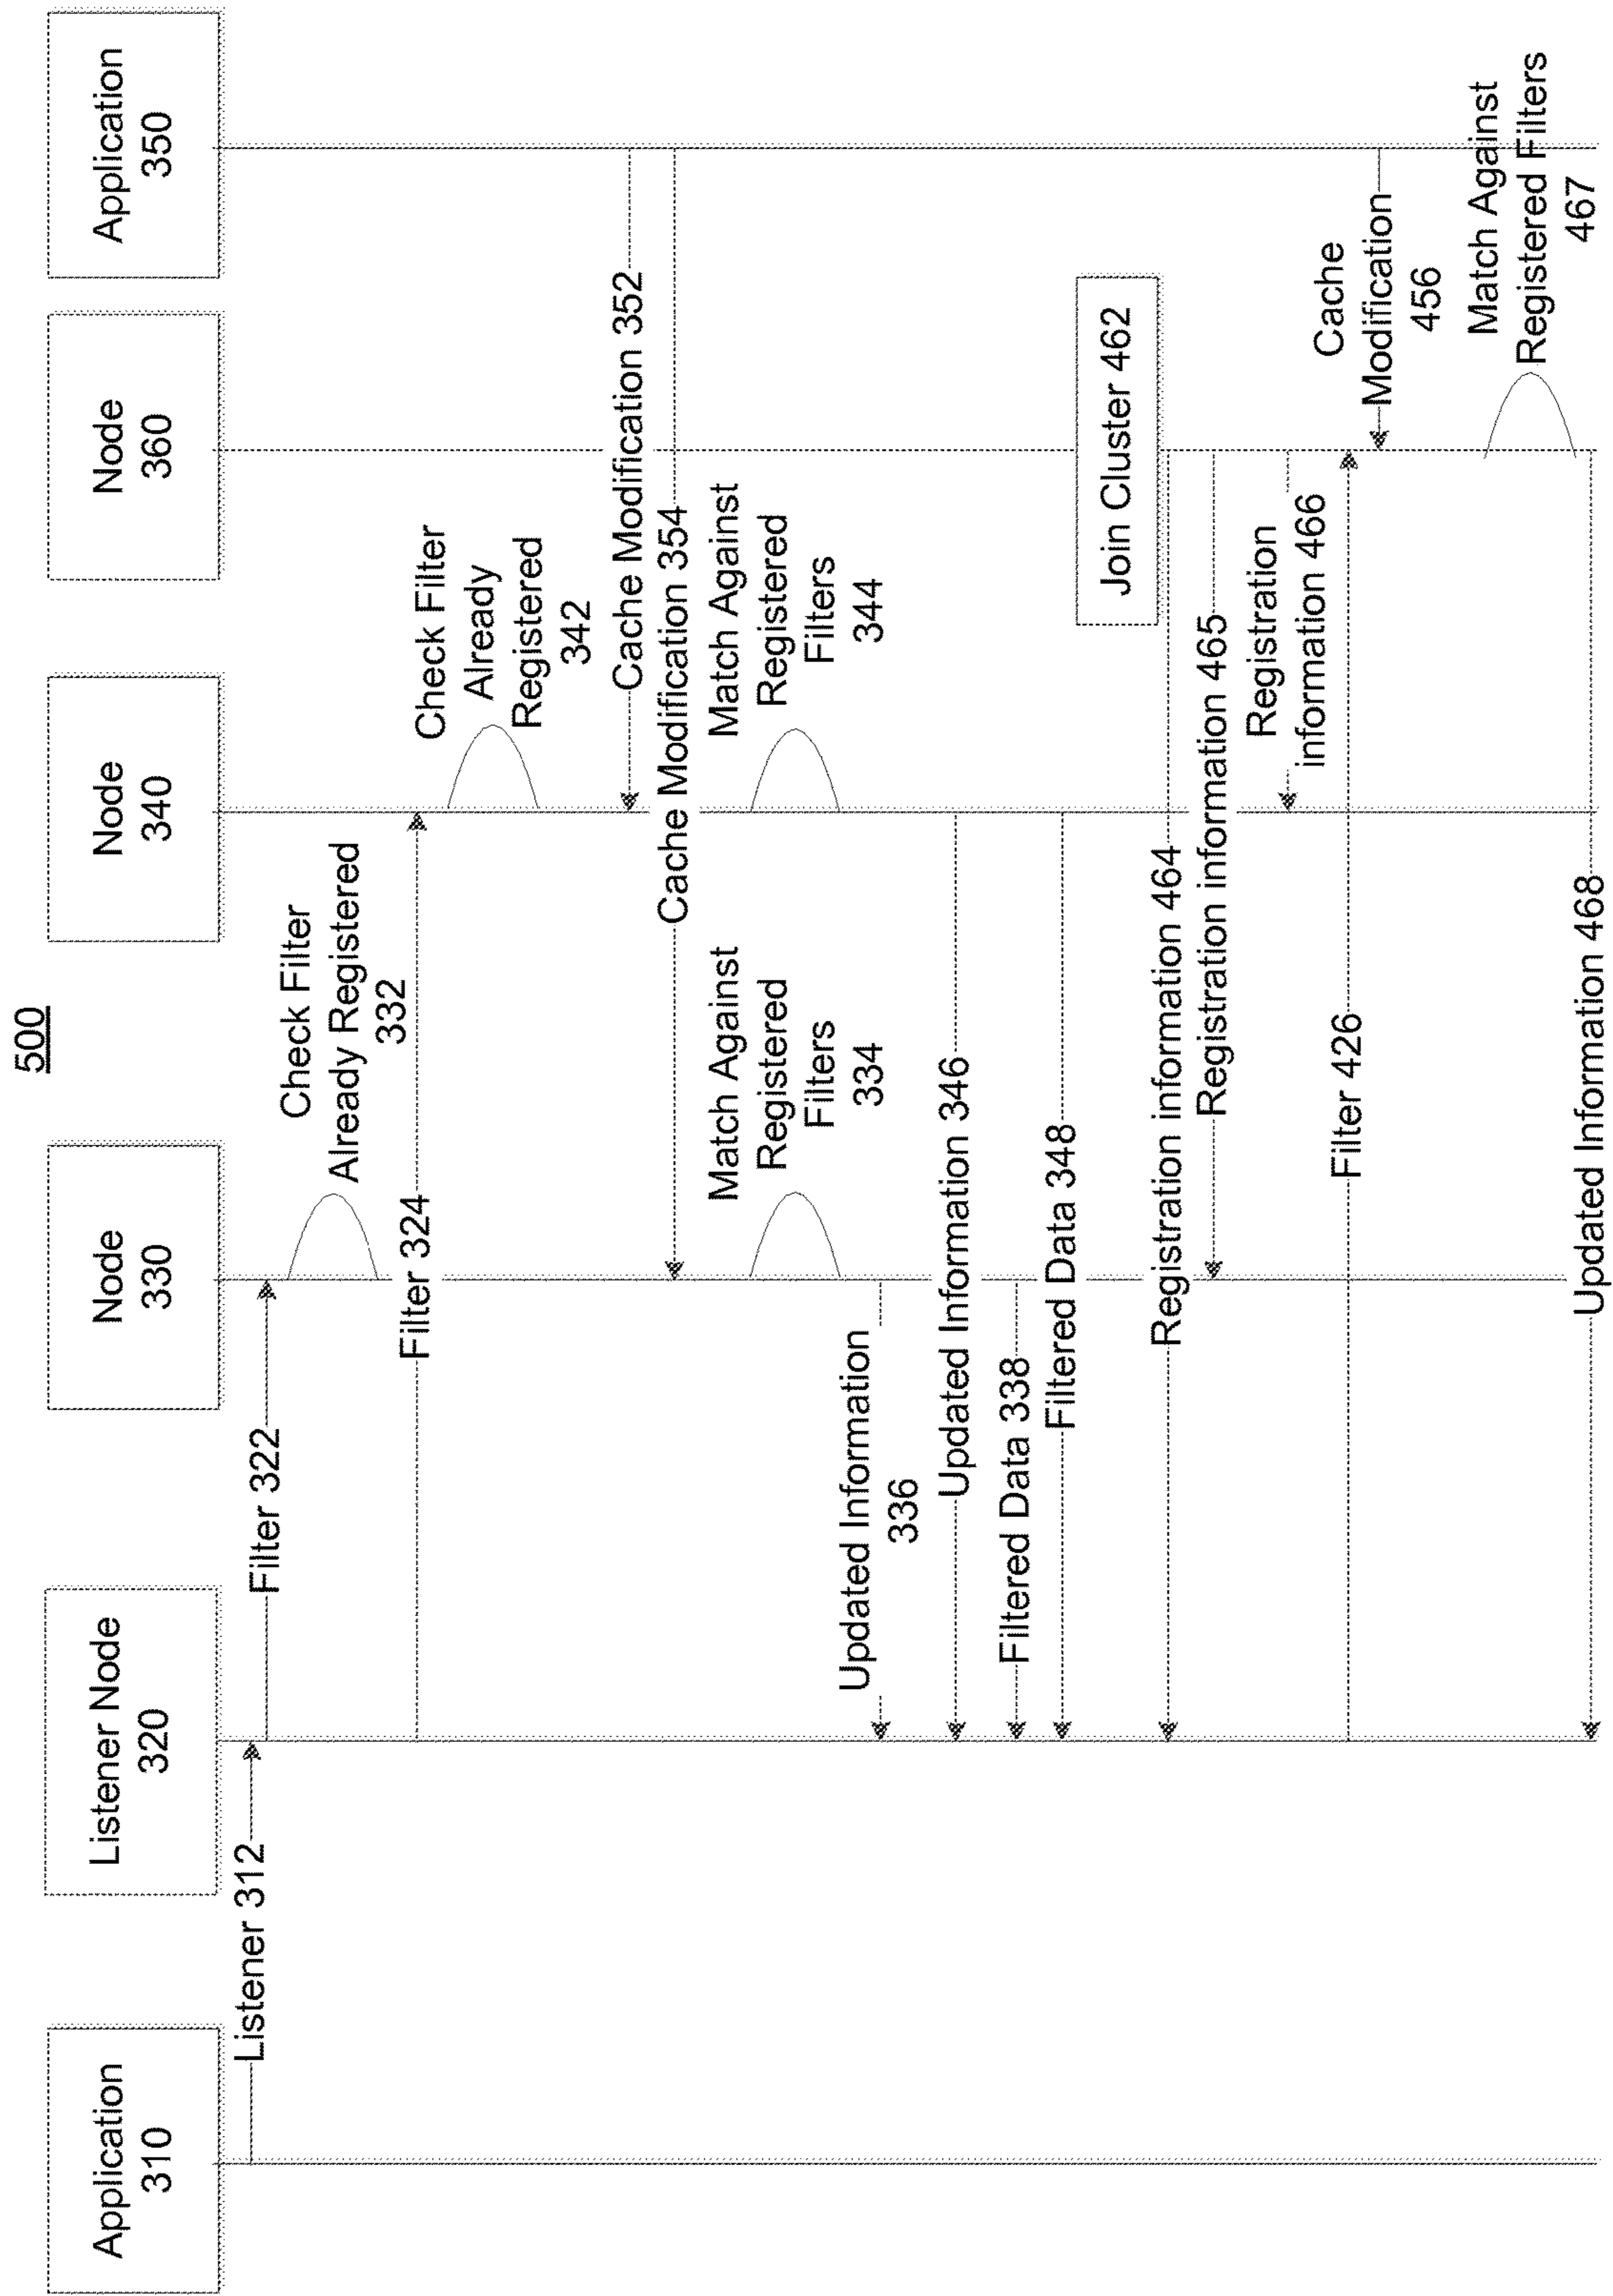 500
Application
310
Listener Node
320
Node
330
Node
340
Node
360
Application
350
Listener 312
Filter 322
Check Filter
Already Registered
332
Filter 324
Check Filter
Already
Registered
342
Cache Modification 352
Cache Modification 354
Match Against
Registered
Filters
334
Match Against
Registered
Filters
344
Updated Information
336
Updated Information 346
Filtered Data 338
Filtered Data 348
Join Cluster 462
Registration information 464
Registration information 465
Registration
information 466
Filter 426
Cache
Modification
456
Match Against
Registered Filters
467
Updated Information 468